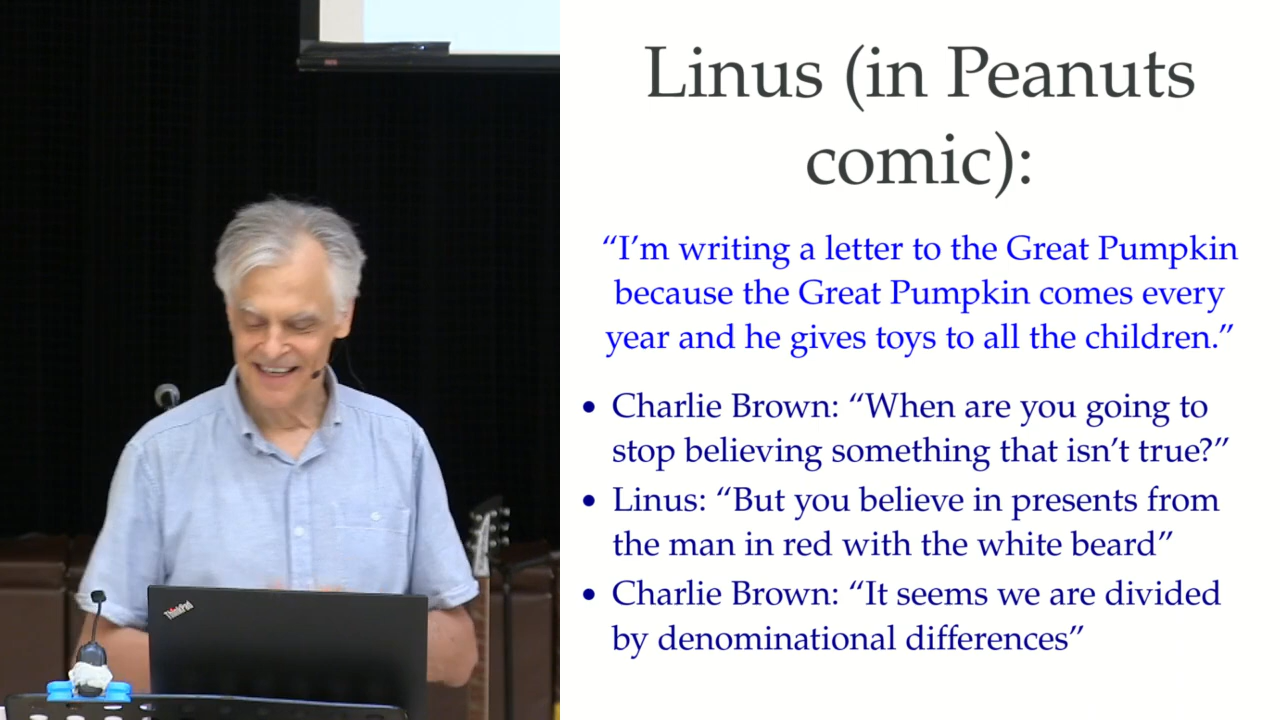 Linus (in Peanuts
comic):
“I’m writing a letter to the Great Pumpkin
because the Great Pumpkin comes every
year and he gives toys to all the children.”
• Charlie Brown: “When are you going to
stop believing something that isn’t true?”
• Linus: “But you believe in presents from
the man in red with the white beard”
• Charlie Brown: “It seems we are divided
by denominational differences”
ThinkPad